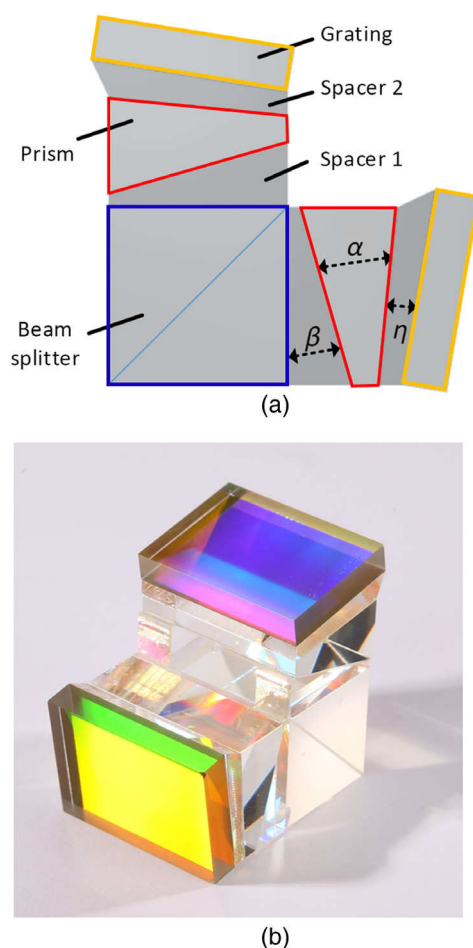 Grating
Spacer 2
Prism
Spacer 1
α
β
η
Beam
splitter
(a)
(b)